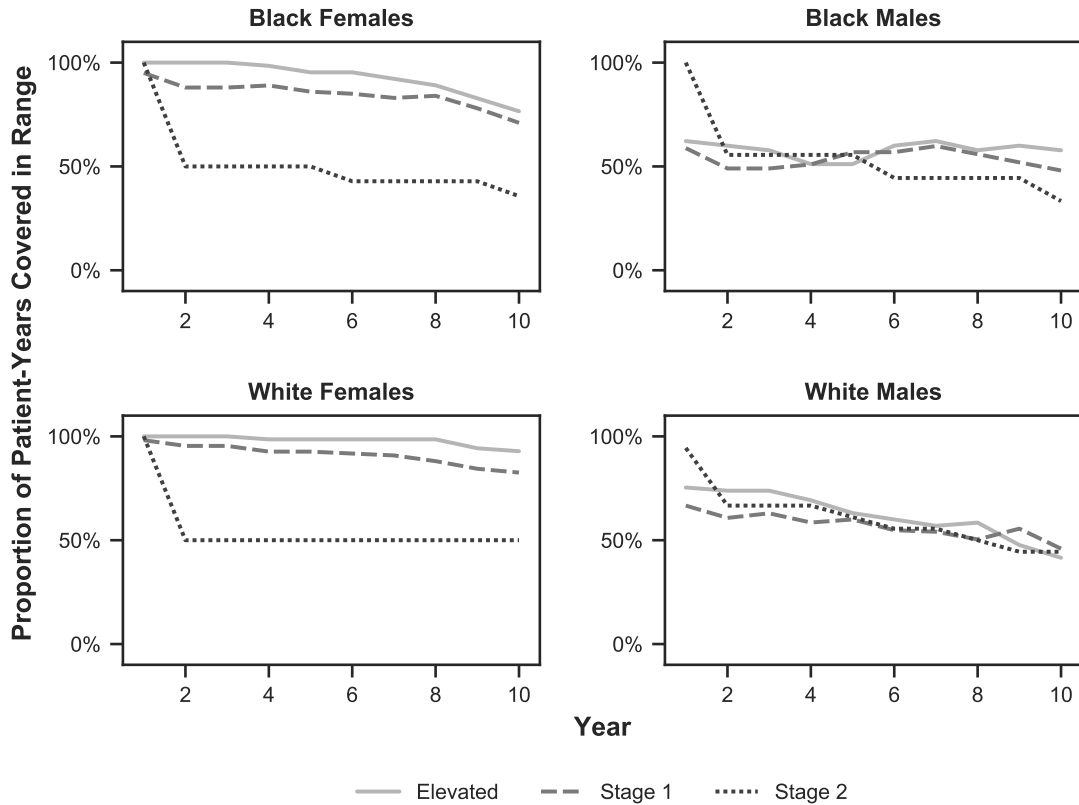 Black Females
Black Males
Proportion of Patient-Years Covered in Range
100%
50%
0%
2 4 6 8 10
100%
50%
0%
2 4 6 8 10
White Females
White Males
100%
50%
0%
2 4 6 8 10
100%
50%
0%
2 4 6 8 10
Year
Elevated Stage 1 Stage 2